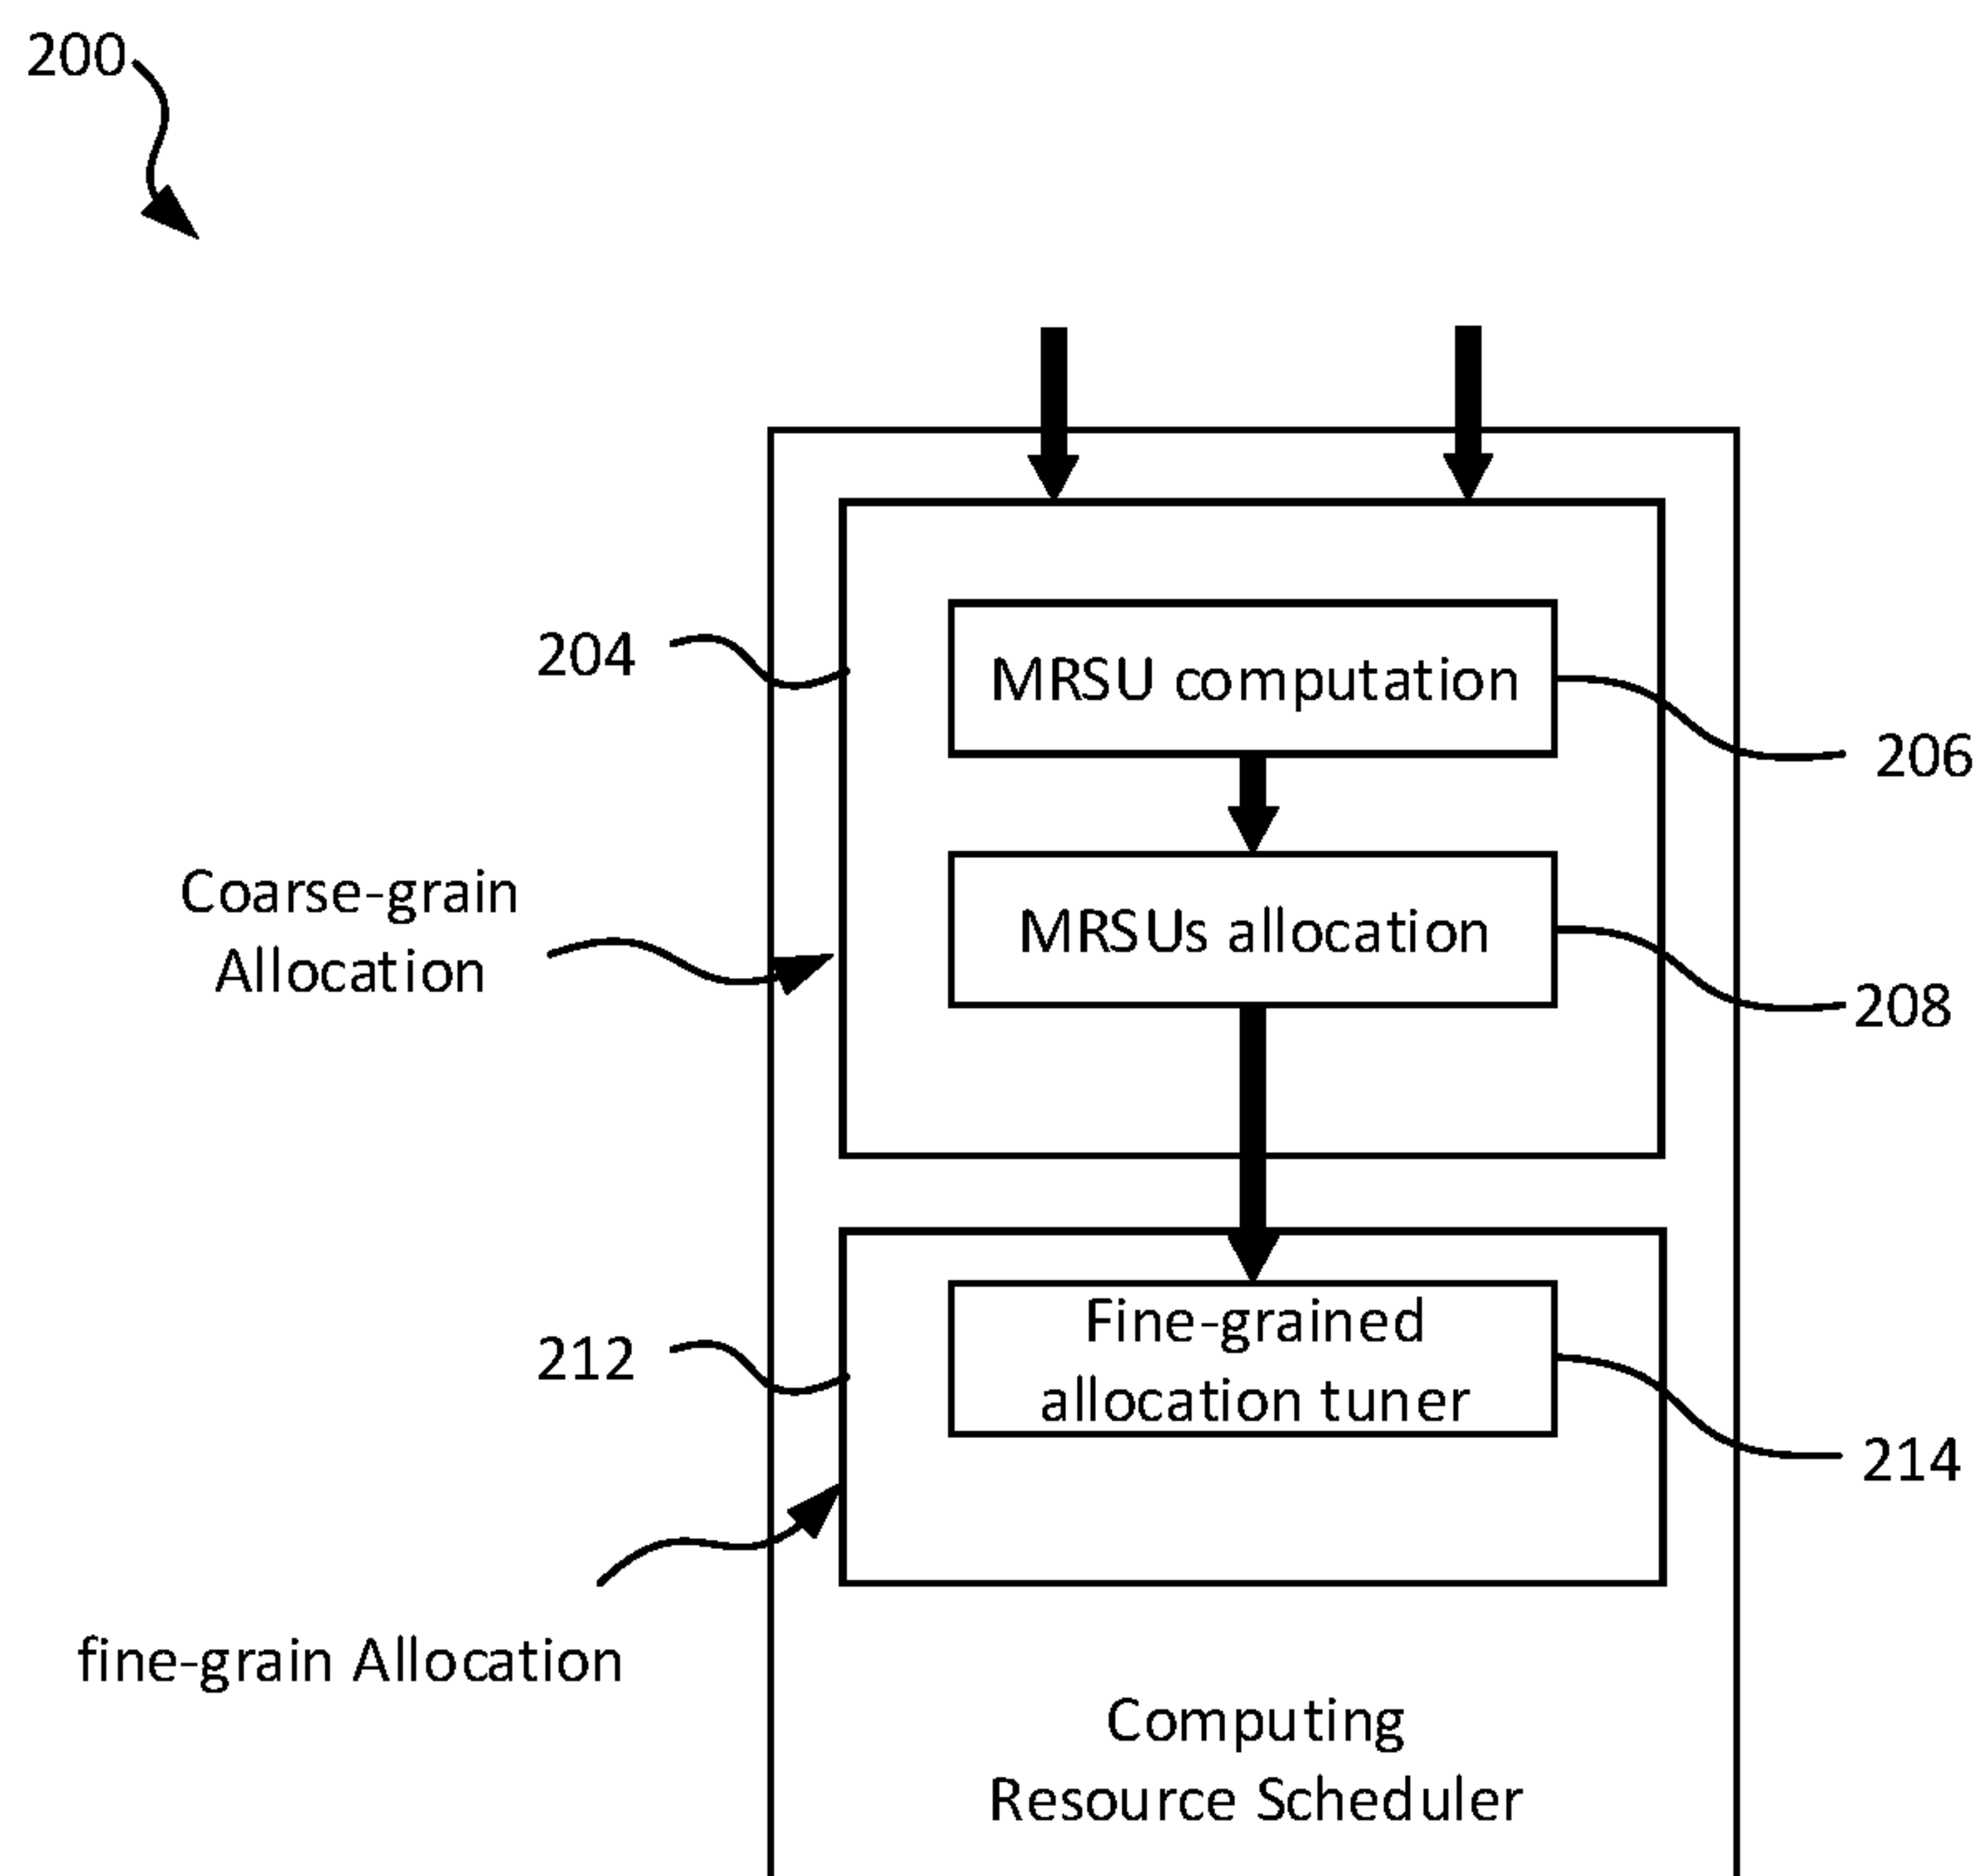 200
204
MRSU computation
206
Coarse-grain
Allocation
MRSUs allocation
208
212
Fine-grained
allocation tuner
214
fine-grain Allocation
Computing
Resource Scheduler